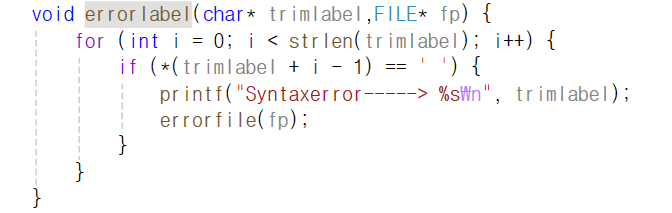 void errorlabel(char* trimlabel,FILE* fp) {
for (int i = 0; i < strlen(trimlabel); i++) {
if (*(trimlabel + i - 1) == ' ') {
printf("Syntaxerror-----> %s₩n", trimlabel);
errorfile(fp);
}
}
}